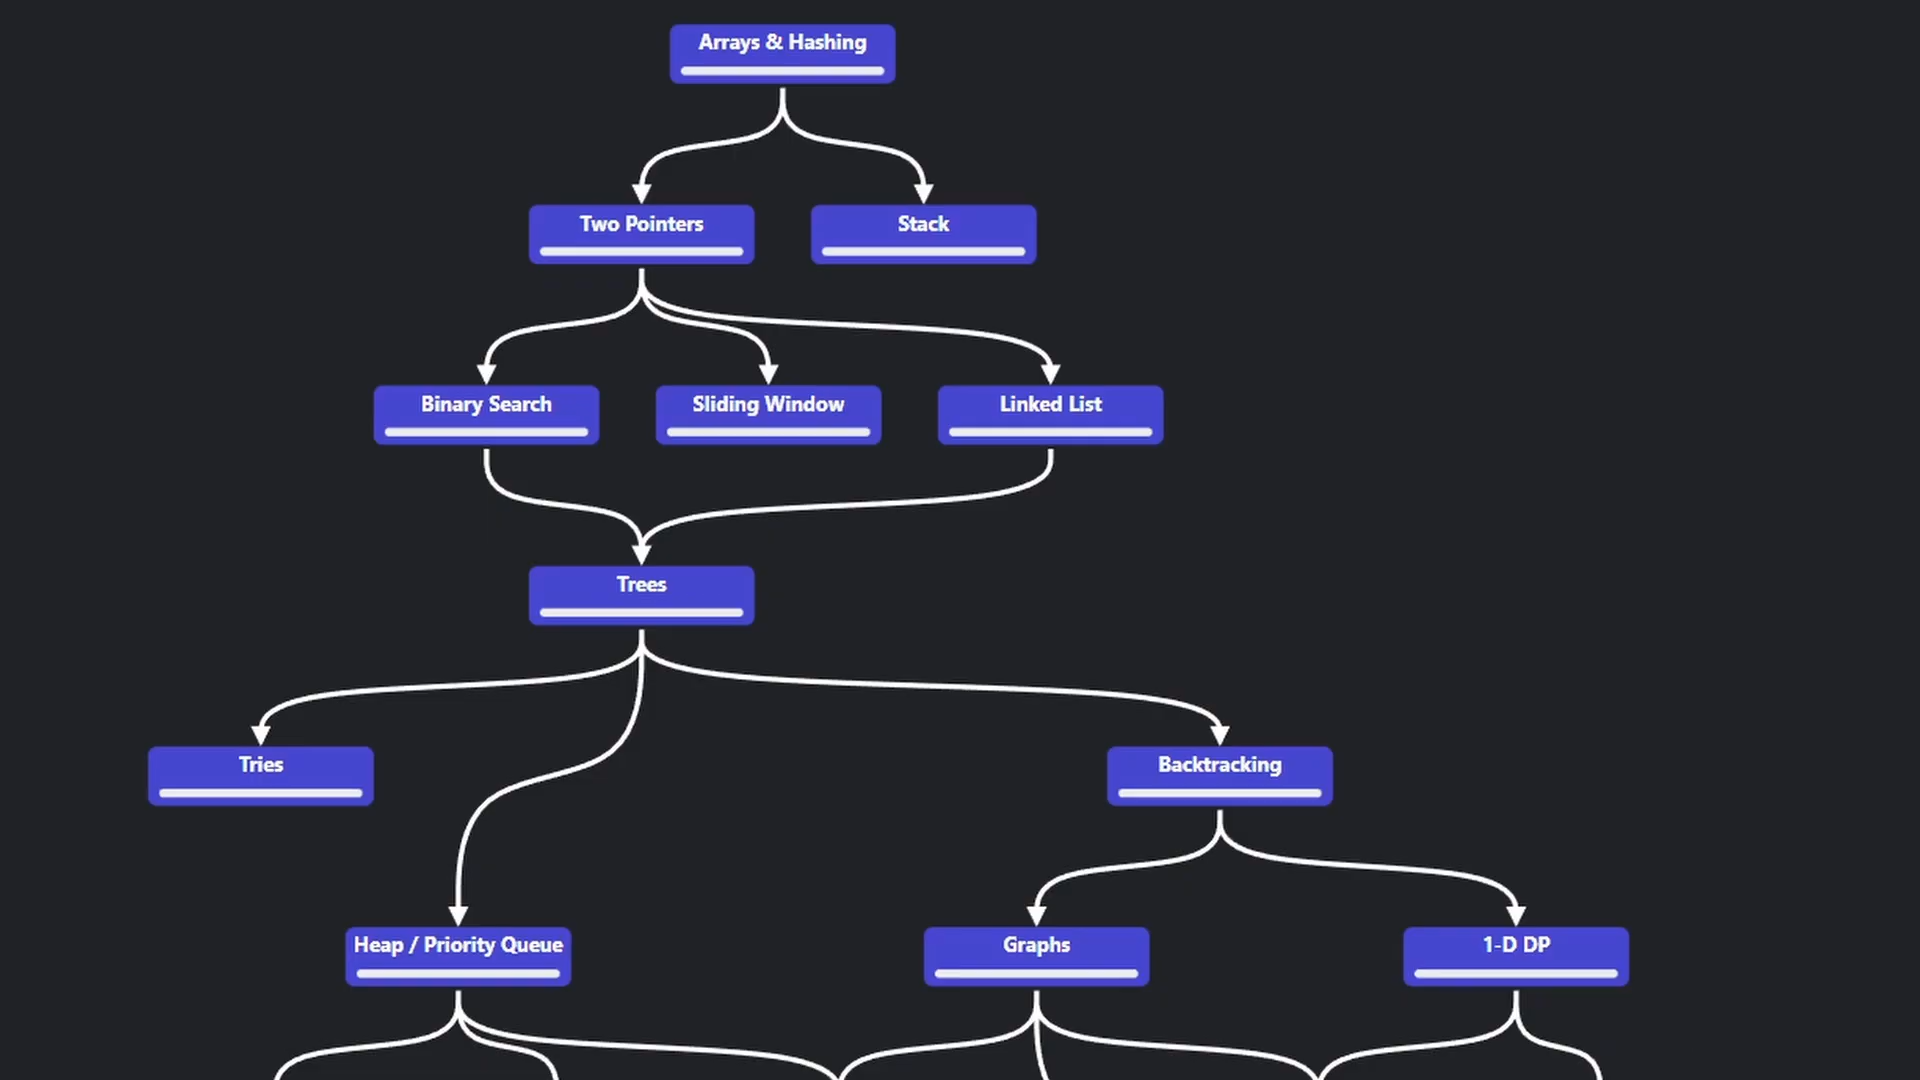 Arrays & Hashing
Two Pointers
Stack
Binary Search
Sliding Window
Linked List
Trees
Tries
Backtracking
Heap / Priority Queue
Graphs
1-D DP